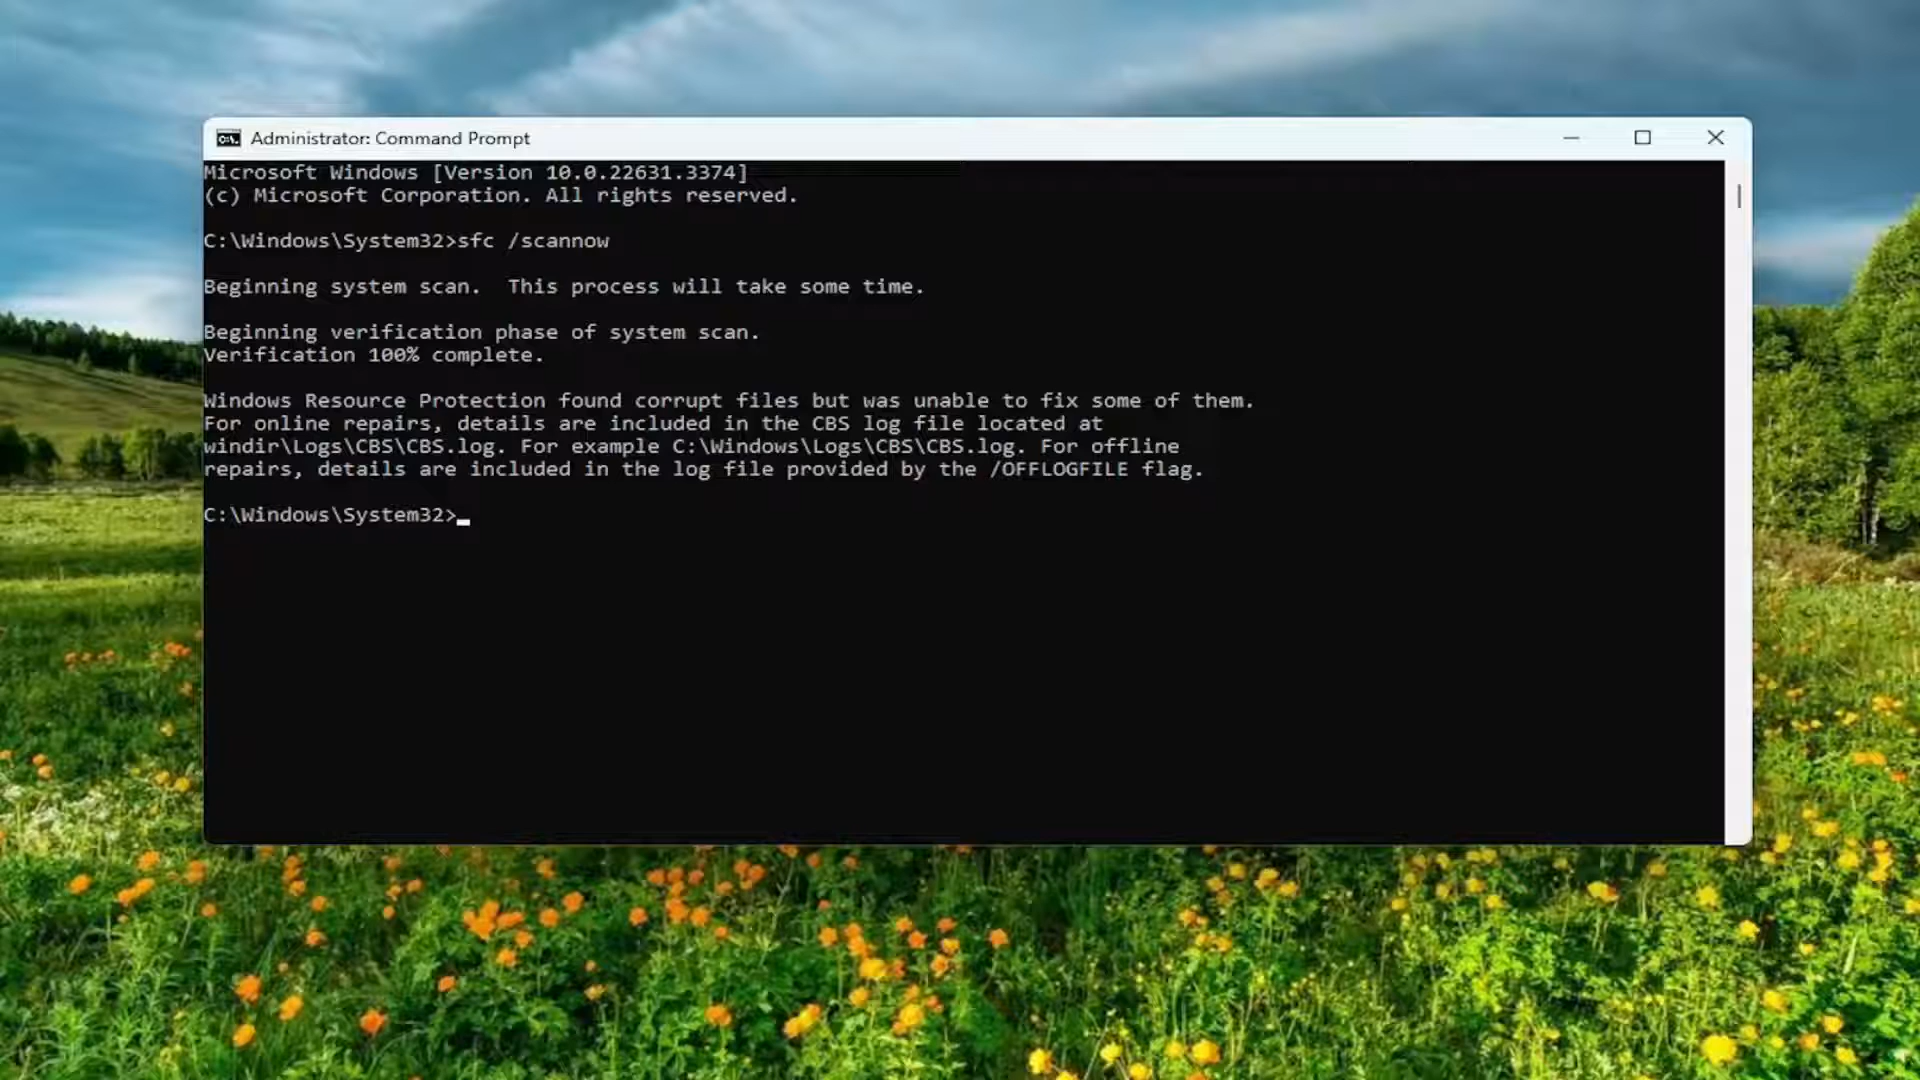 Administrator: Command Prompt
Microsoft Windows [Version 10.0.22631.3374]
(c) Microsoft Corporation. All rights reserved.
C:\Windows\System32>sfc /scannow
Beginning system scan.  This process will take some time.
Beginning verification phase of system scan.
Verification 100% complete.
Windows Resource Protection found corrupt files but was unable to fix some of them.
For online repairs, details are included in the CBS log file located at
windir\Logs\CBS\CBS.log. For example C:\Windows\Logs\CBS\CBS.log. For offline
repairs, details are included in the log file provided by the /OFFLOGFILE flag.
C:\Windows\System32>